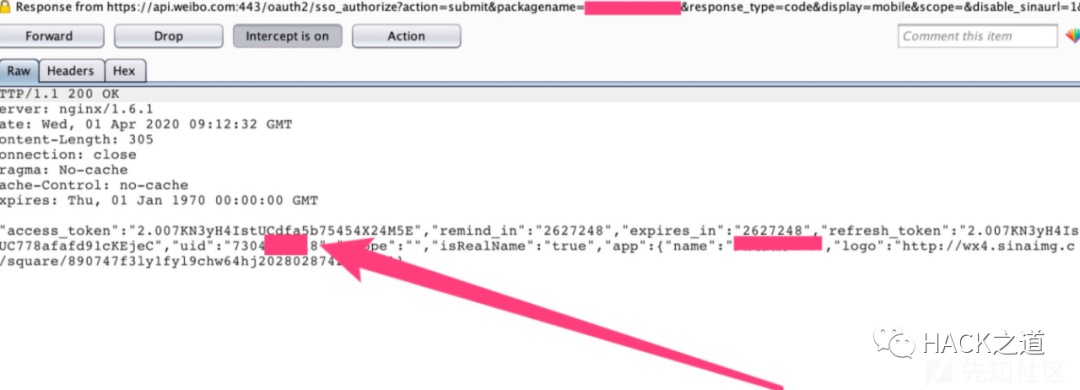 Response from https://api.weibo.com:443/oauth2/sso_authorize?action=submit&packagename= &response_type=code&display=mobile&scope=&disable_sinaurl=1&
Forward Drop Intercept is on Action Comment this item
Raw Headers Hex
TTP/1.1 200 OK
erver: nginx/1.6.1
ate: Wed, 01 Apr 2020 09:12:32 GMT
ontent-Length: 305
onnection: close
ragma: No-cache
ache-Control: no-cache
xpires: Thu, 01 Jan 1970 00:00:00 GMT
"access_token":"2.007KN3yH4IstUCdfa5b75454X24M5E","remind_in":"2627248","expires_in":"2627248","refresh_token":"2.007KN3yH4Is
UC778afafd91cKEjeC","uid":"7304 8", ope":"","isRealName":"true","app":{"name":" ,"logo":"http://wx4.sinaimg.c
/square/890747f3ly1fyl9chw64hj202802874
HACK之道
先知社区